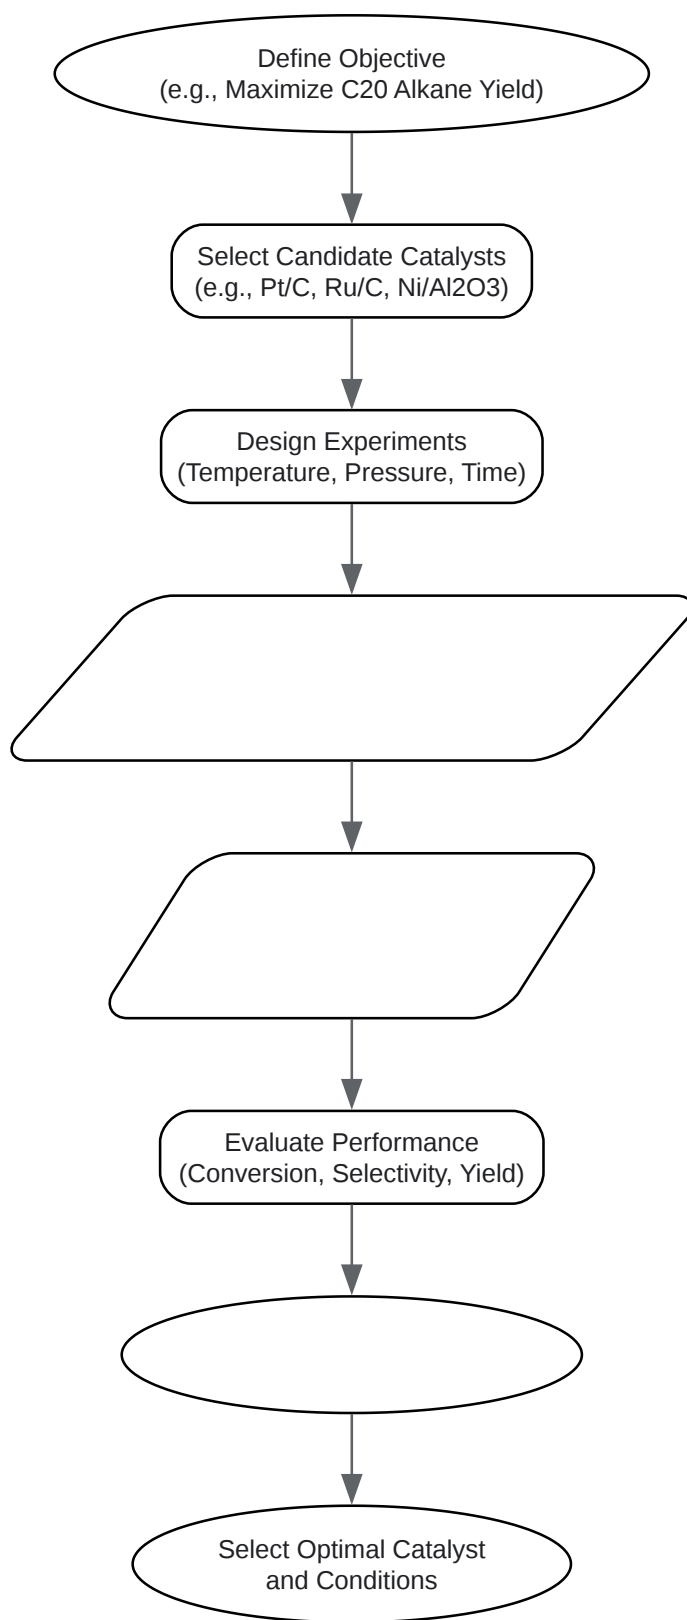 Define Objective
(e.g., Maximize C20 Alkane Yield)
Select Candidate Catalysts
(e.g., Pt/C, Ru/C, Ni/Al2O3)
Design Experiments
(Temperature, Pressure, Time)
Evaluate Performance
(Conversion, Selectivity, Yield)
Select Optimal Catalyst
and Conditions